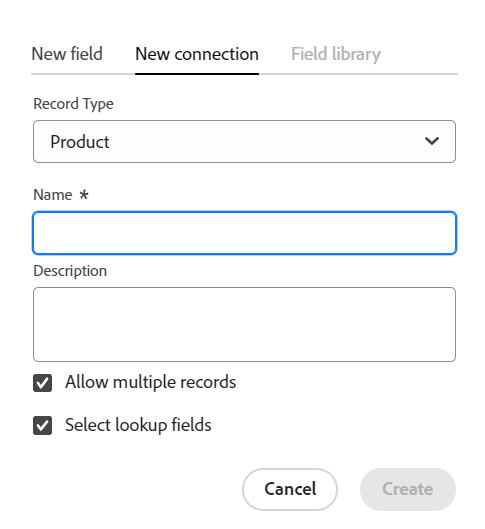 New field New connection Field library
Record Type
Product
Name *
Description
Allow multiple records
Select lookup fields
Cancel Create